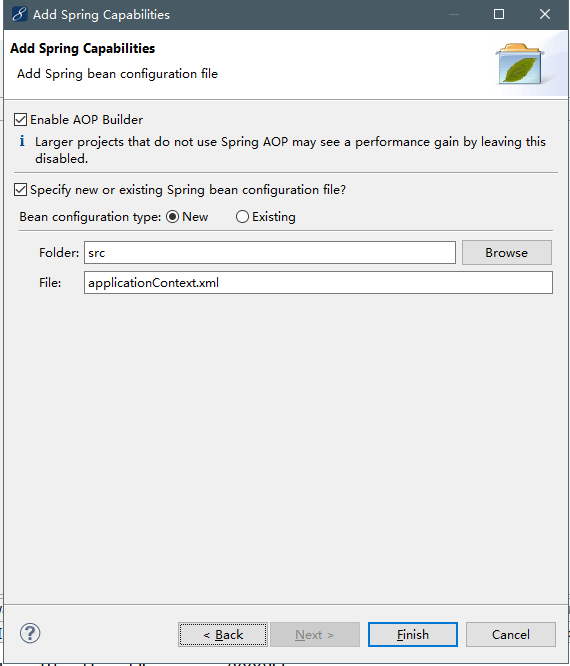 Add Spring Capabilities
Add Spring Capabilities
Add Spring bean configuration file
Enable AOP Builder
Larger projects that do not use Spring AOP may see a performance gain by leaving this
disabled.
Specify new or existing Spring bean configuration file?
Bean configuration type: New Existing
Folder: src Browse
File: applicationContext.xml
< Back Next > Finish Cancel